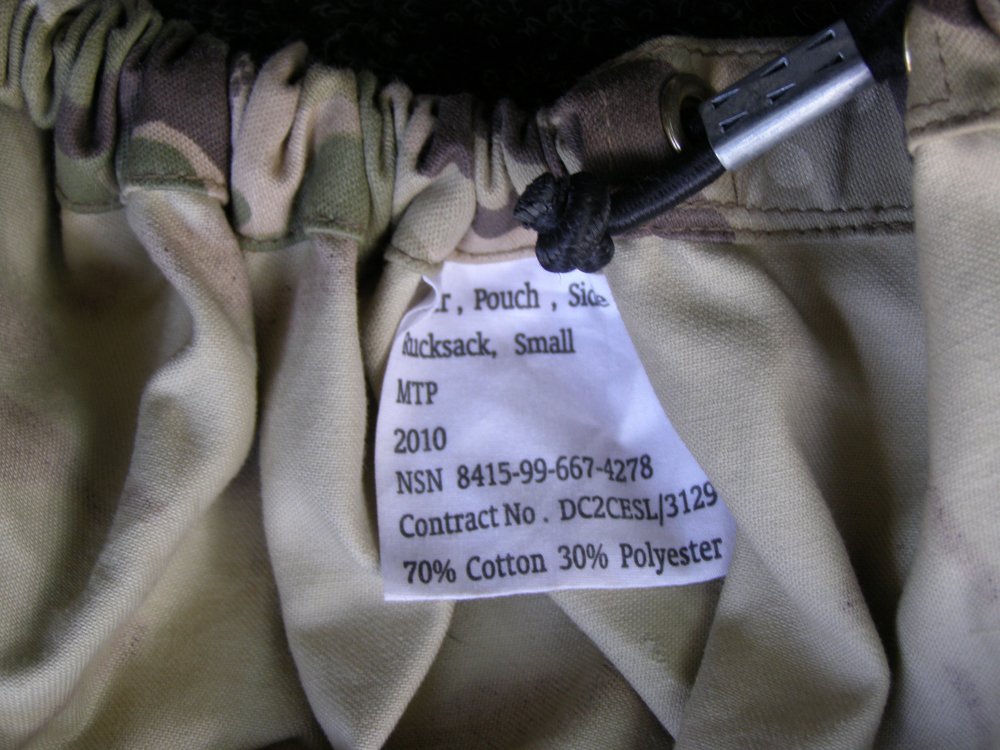 , Pouch , Side
Rucksack, Small
MTP
2010
NSN 8415-99-667-4278
Contract No . DC2CESL/3129
70% Cotton 30% Polyester